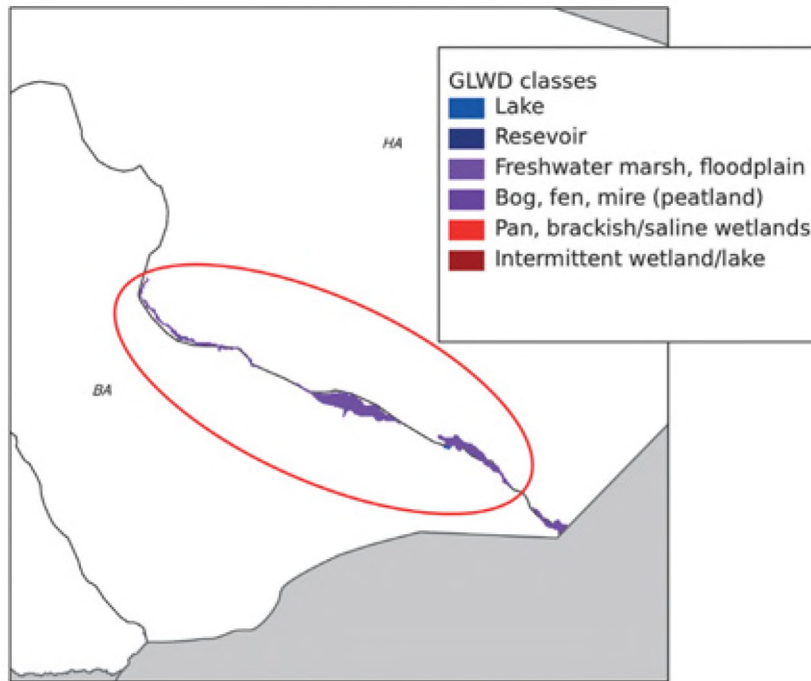 GLWD classes
Lake
Resevoir
Freshwater marsh, floodplain
Bog, fen, mire (peatland)
Pan, brackish/saline wetlands
Intermittent wetland/lake
HA
BA